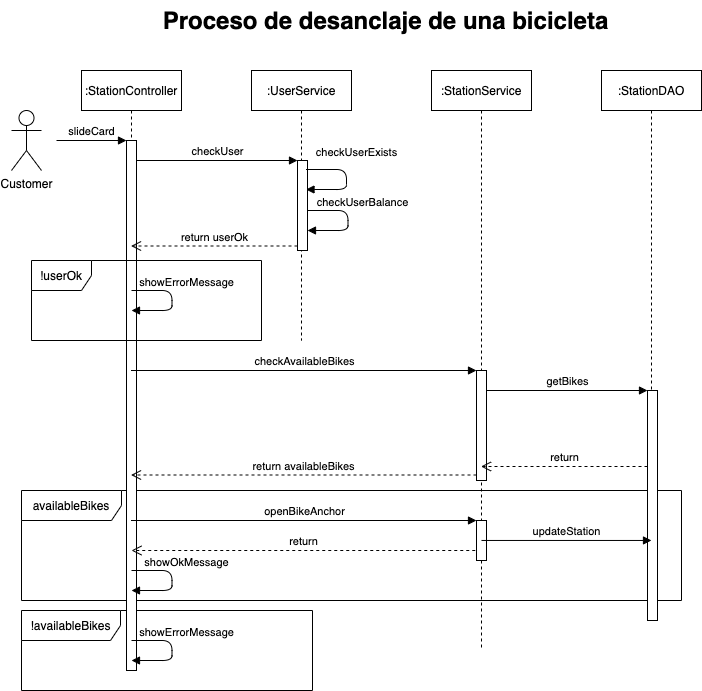 Proceso de desanclaje de una bicicleta
:StationController
:UserService
:StationService
:StationDAO
slideCard
Customer
checkUser
checkUserExists
checkUserBalance
return userOk
!userOk
showErrorMessage
checkAvailableBikes
getBikes
return
return availableBikes
availableBikes
openBikeAnchor
updateStation
return
showOkMessage
!availableBikes
showErrorMessage